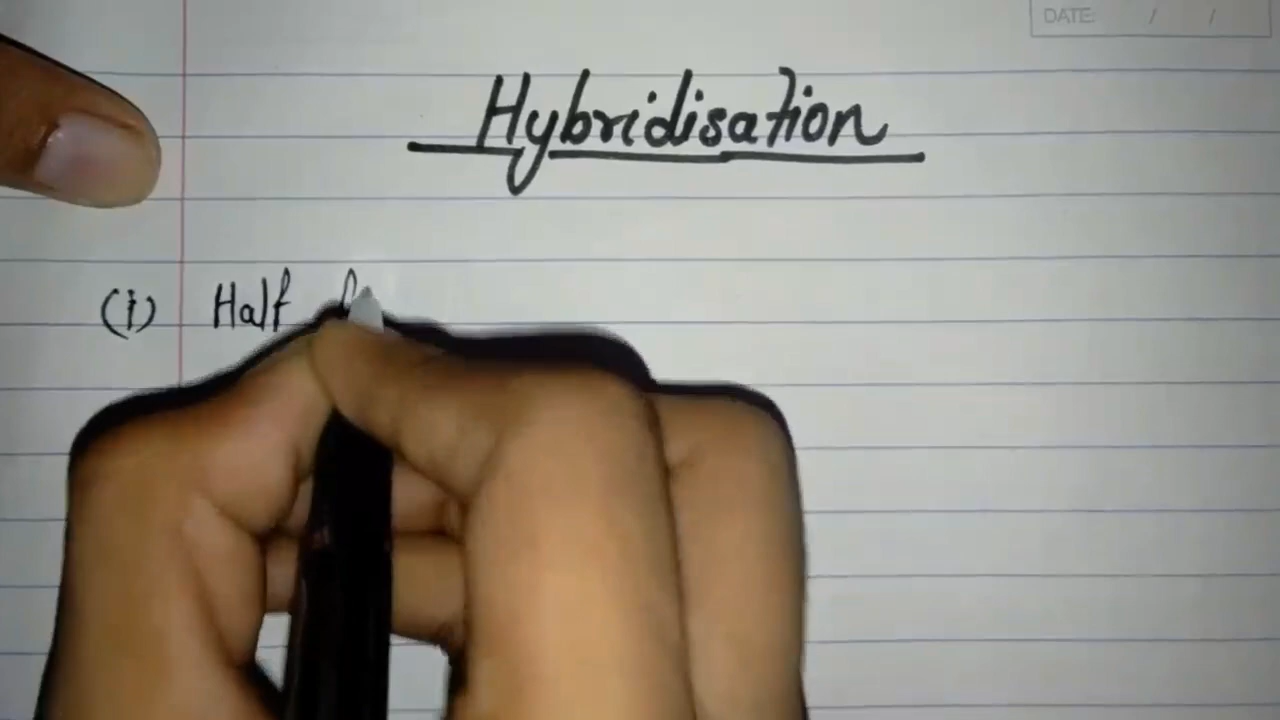 DATE: / /
Hybridisation
(i) Half